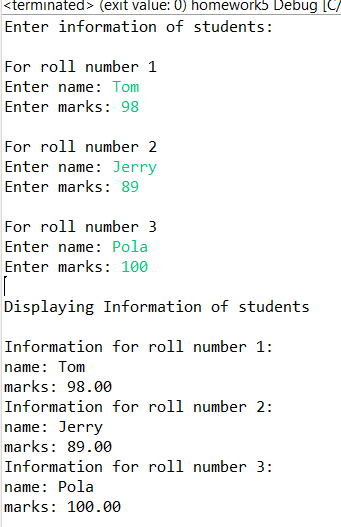 <terminated> (exit value: 0) homework5 Debug [C/
Enter information of students:
For roll number 1
Enter name: Tom
Enter marks: 98
For roll number 2
Enter name: Jerry
Enter marks: 89
For roll number 3
Enter name: Pola
Enter marks: 100
Displaying Information of students
Information for roll number 1:
name: Tom
marks: 98.00
Information for roll number 2:
name: Jerry
marks: 89.00
Information for roll number 3:
name: Pola
marks: 100.00